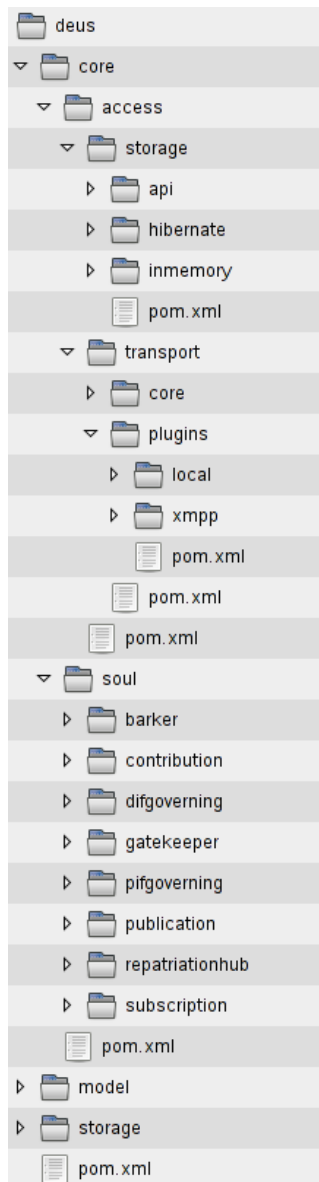 deus
core
access
storage
api
hibernate
inmemory
pom.xml
transport
core
plugins
local
xmpp
pom.xml
pom.xml
pom.xml
soul
barker
contribution
difgoverning
gatekeeper
pifgoverning
publication
repatriationhub
subscription
pom.xml
model
storage
pom.xml